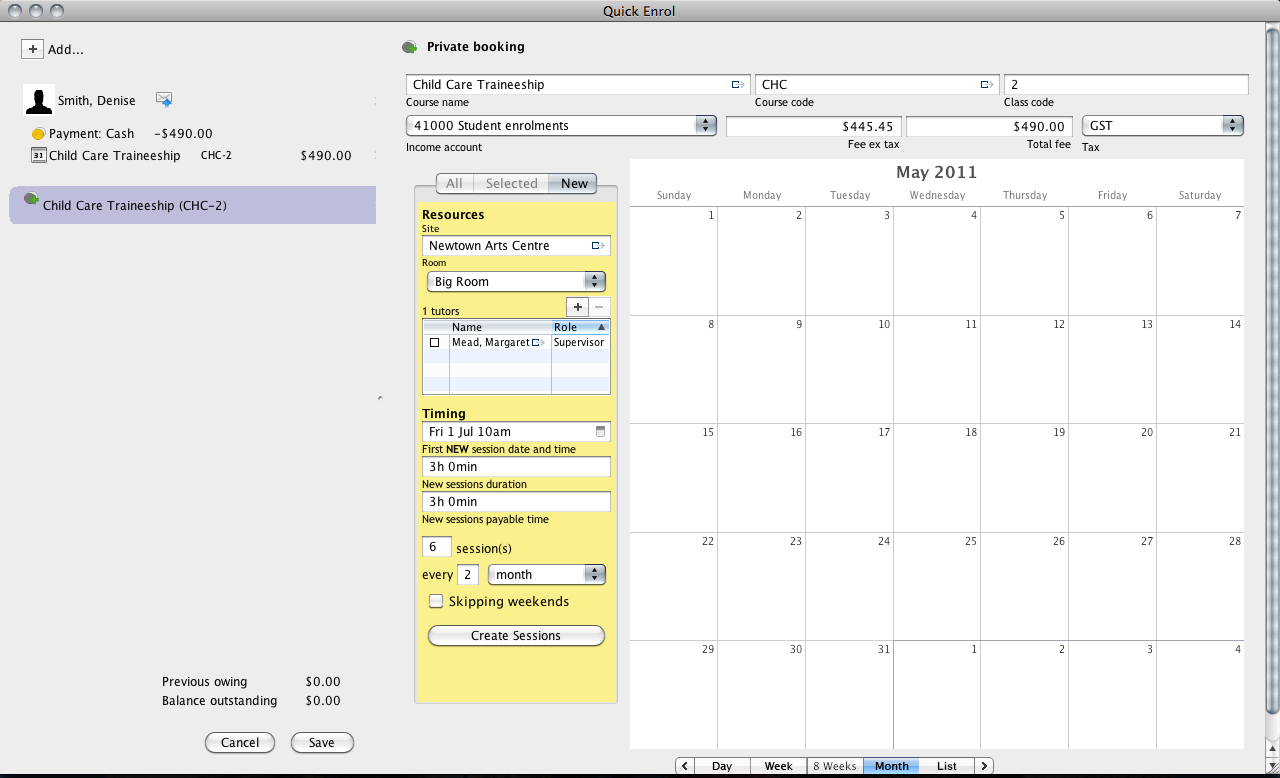 Quick Enrol
+ Add...
Smith, Denise
Payment: Cash -$490.00
31 Child Care Traineeship CHC-2 $490.00
Child Care Traineeship (CHC-2)
Previous owing $0.00
Balance outstanding $0.00
Cancel Save
Private booking
Child Care Traineeship CHC 2
Course name Course code Class code
41000 Student enrolments $445.45 $490.00 GST
Income account Fee ex tax Total fee Tax
All Selected New
Resources
Site
Newtown Arts Centre
Room
Big Room
1 tutors + −
Name Role
Mead, Margaret Supervisor
Timing
Fri 1 Jul 10am
First NEW session date and time
3h 0min
New sessions duration
3h 0min
New sessions payable time
6 session(s)
every 2 month
Skipping weekends
Create Sessions
May 2011
Sunday Monday Tuesday Wednesday Thursday Friday Saturday
1 2 3 4 5 6 7
8 9 10 11 12 13 14
15 16 17 18 19 20 21
22 23 24 25 26 27 28
29 30 31 1 2 3 4
< Day Week 8 Weeks Month List >